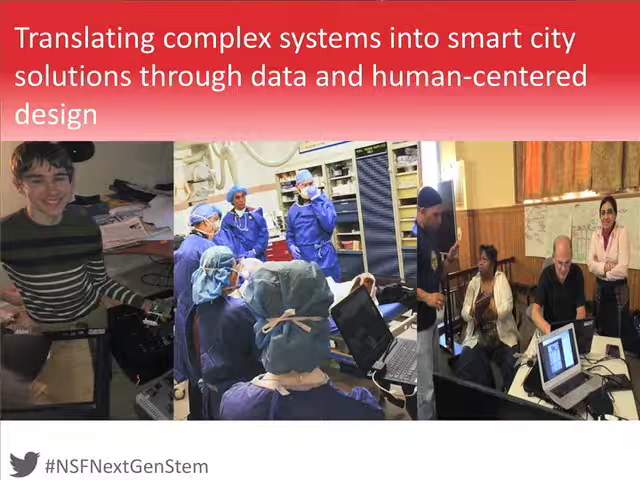 Translating complex systems into smart city
solutions through data and human-centered
design
#NSFNextGenStem